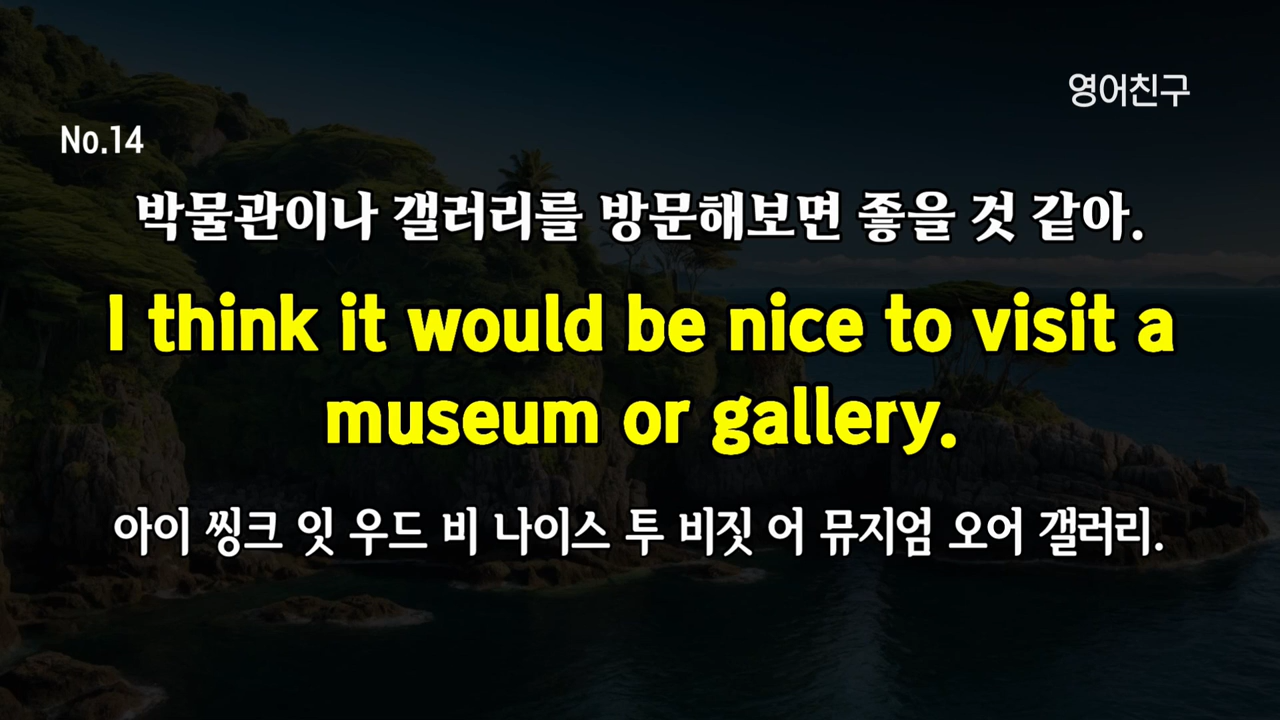 영어친구
No.14
박물관이나 갤러리를 방문해보면 좋을 것 같아.
I think it would be nice to visit a
museum or gallery.
아이 씽크 잇 우드 비 나이스 투 비짓 어 뮤지엄 오어 갤러리.